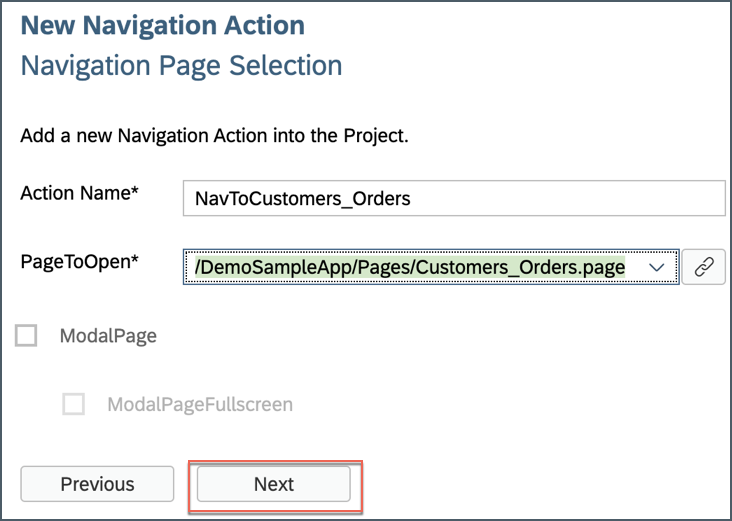 New Navigation Action
Navigation Page Selection
Add a new Navigation Action into the Project.
Action Name* NavToCustomers_Orders
PageToOpen* /DemoSampleApp/Pages/Customers_Orders.page
ModalPage
ModalPageFullscreen
Previous Next